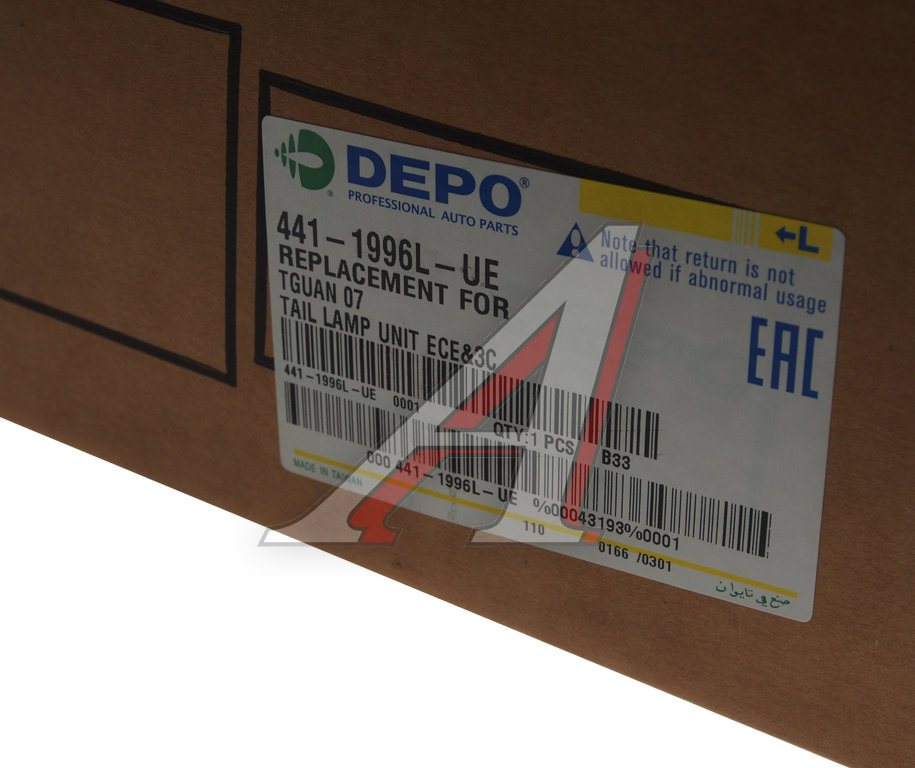 DEPO®
PROFESSIONAL AUTO PARTS
L
441-1996L-UE
REPLACEMENT FOR
TGUAN 07
TAIL LAMP UNIT ECE&3C
Note that return is not
allowed if abnormal usage
EAC
441-1996L-UE 0001
QTY:1 PCS B33
000 441-1996L-UE %00043193%0001
MADE IN TAIWAN
110 0166 /0301
صنع في تايوان